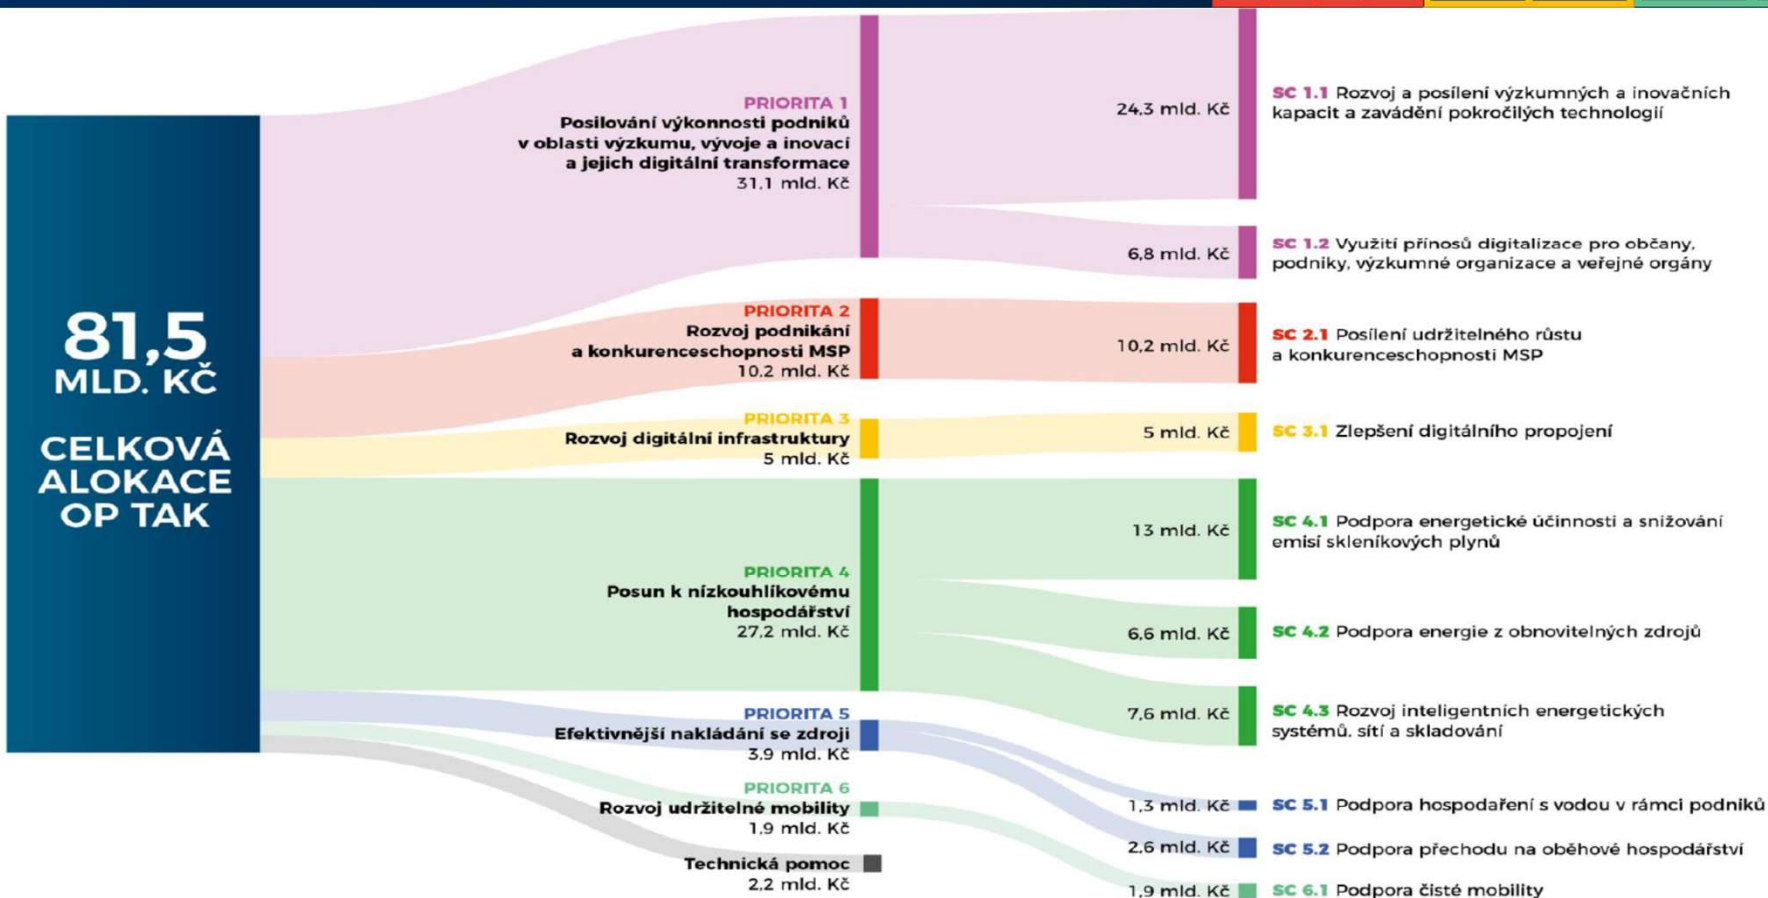 81,5
MLD. KČ
CELKOVÁ
ALOKACE
OP TAK
PRIORITA 1
Posilování výkonnosti podniků
v oblasti výzkumu, vývoje a inovací
a jejich digitální transformace
31,1 mld. Kč
24,3 mld. Kč
SC 1.1 Rozvoj a posílení výzkumných a inovačních
kapacit a zavádění pokročilých technologií
6,8 mld. Kč
SC 1.2 Využití přínosů digitalizace pro občany,
podniky, výzkumné organizace a veřejné orgány
PRIORITA 2
Rozvoj podnikání
a konkurenceschopnosti MSP
10,2 mld. Kč
10,2 mld. Kč
SC 2.1 Posílení udržitelného růstu
a konkurenceschopnosti MSP
PRIORITA 3
Rozvoj digitální infrastruktury
5 mld. Kč
5 mld. Kč
SC 3.1 Zlepšení digitálního propojení
PRIORITA 4
Posun k nízkouhlíkovému
hospodářství
27,2 mld. Kč
13 mld. Kč
SC 4.1 Podpora energetické účinnosti a snižování
emisí skleníkových plynů
6,6 mld. Kč
SC 4.2 Podpora energie z obnovitelných zdrojů
7,6 mld. Kč
SC 4.3 Rozvoj inteligentních energetických
systémů, sítí a skladování
PRIORITA 5
Efektivnější nakládání se zdroji
3,9 mld. Kč
1,3 mld. Kč
SC 5.1 Podpora hospodaření s vodou v rámci podniků
2,6 mld. Kč
SC 5.2 Podpora přechodu na oběhové hospodářství
PRIORITA 6
Rozvoj udržitelné mobility
1,9 mld. Kč
1,9 mld. Kč
SC 6.1 Podpora čisté mobility
Technická pomoc
2,2 mld. Kč